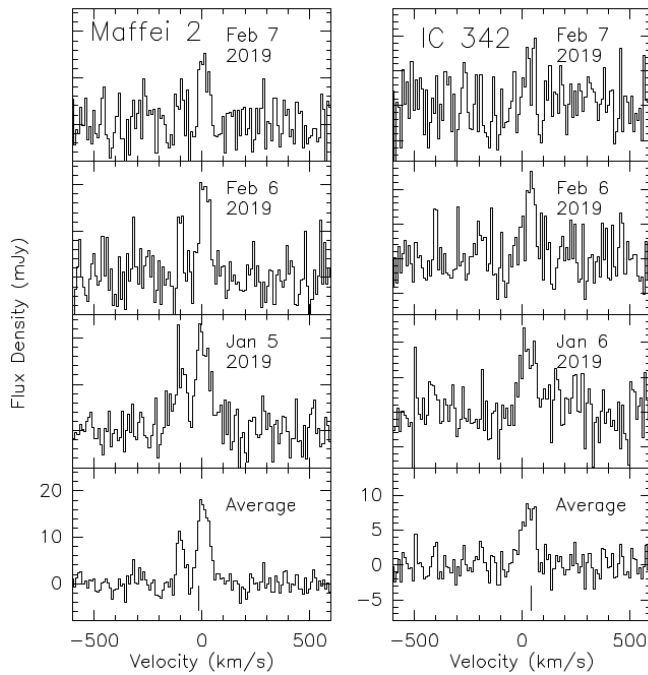 Maffei 2
Feb 7
2019
Feb 6
2019
Jan 5
2019
Average
20
10
0
-500 0 500
Velocity (km/s)
Flux Density (mJy)
IC 342
Feb 7
2019
Feb 6
2019
Jan 6
2019
Average
10
5
0
-5
-500 0 500
Velocity (km/s)